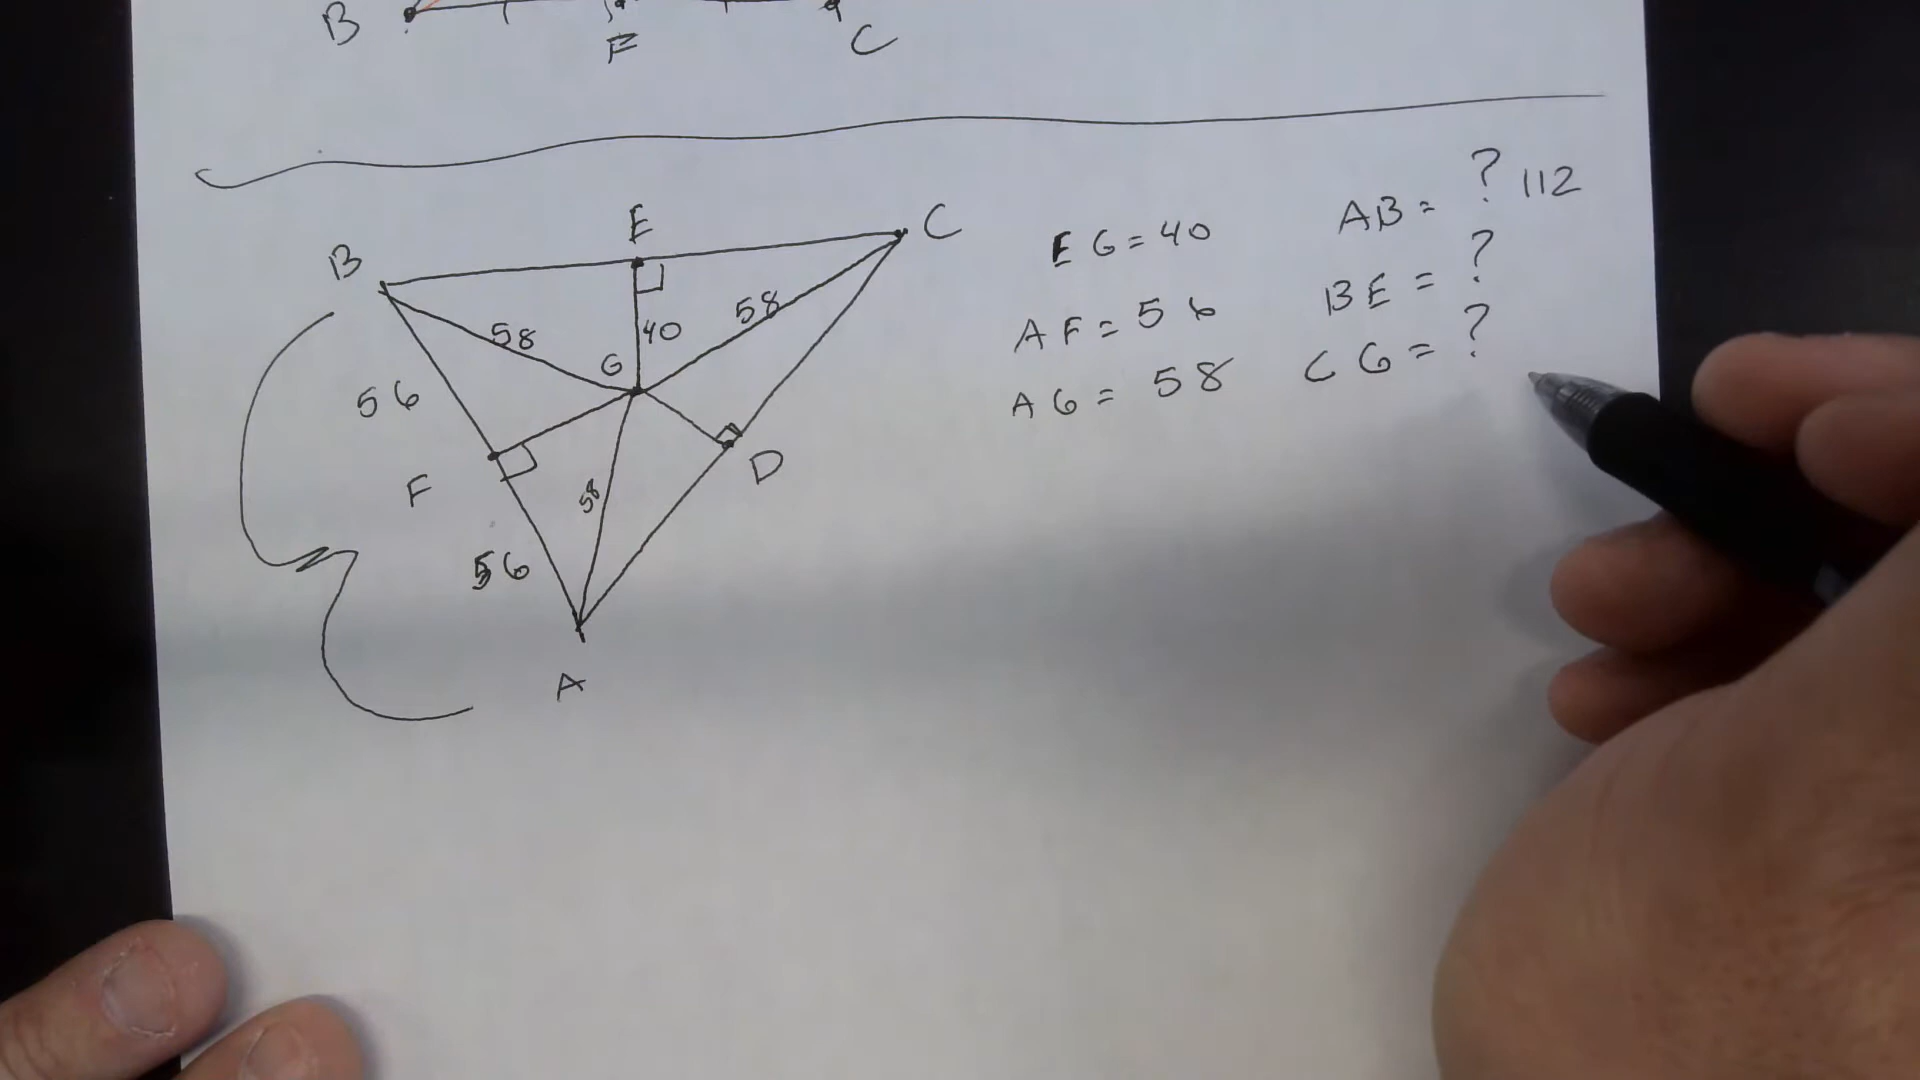 B
F
C
E
C
B
58
40
58
G
56
F
D
58
56
A
EG = 40
AF = 56
AG = 58
AB = ? 112
BE = ?
CG = ?